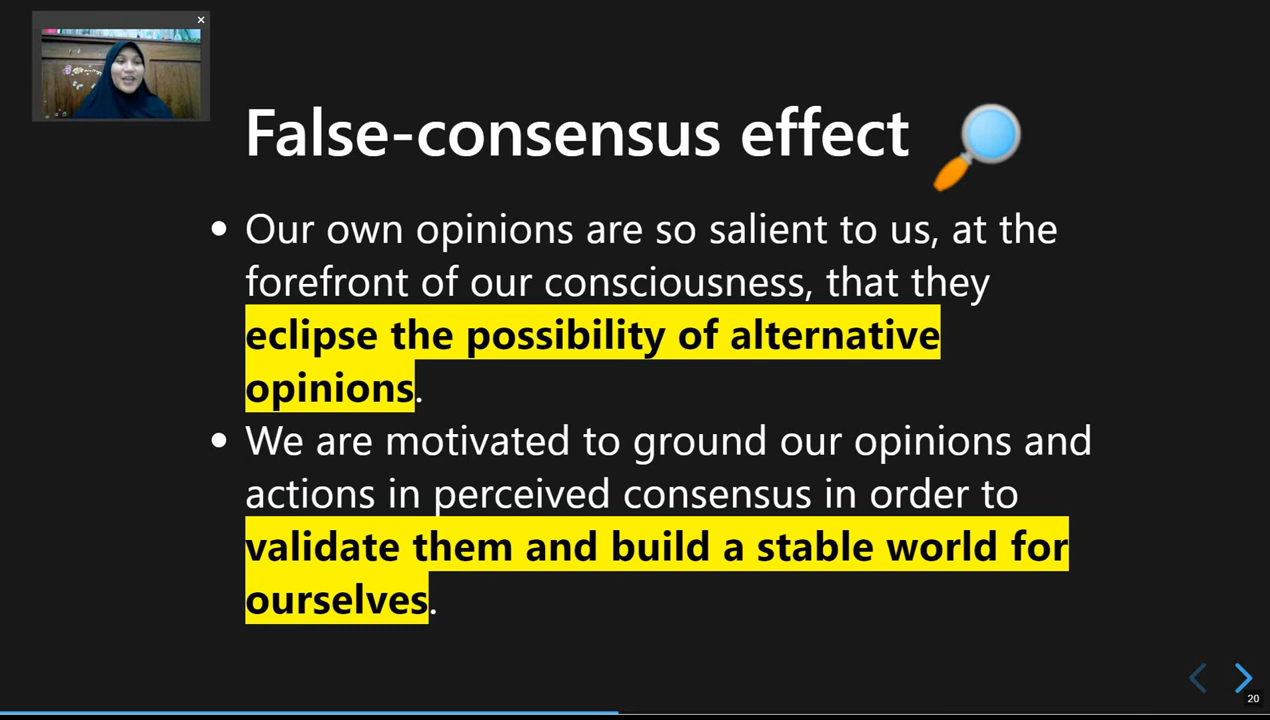 False-consensus effect
• Our own opinions are so salient to us, at the
forefront of our consciousness, that they
eclipse the possibility of alternative
opinions.
• We are motivated to ground our opinions and
actions in perceived consensus in order to
validate them and build a stable world for
ourselves.
20